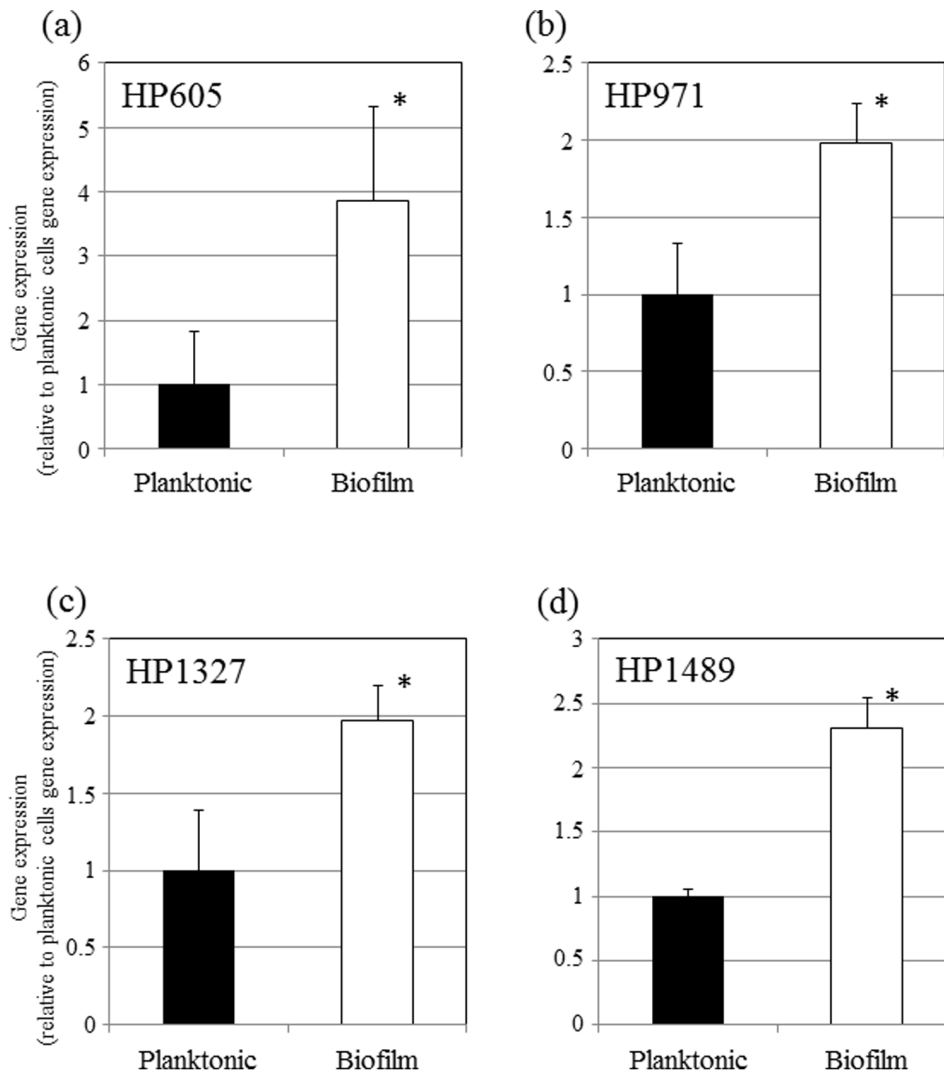 (a)
HP605
*
6
5
4
3
2
1
0
Gene expression
(relative to planktonic cells gene expression)
Planktonic
Biofilm
(b)
HP971
*
2.5
2
1.5
1
0.5
0
Planktonic
Biofilm
(c)
HP1327
*
2.5
2
1.5
1
0.5
0
Gene expression
(relative to planktonic cells gene expression)
Planktonic
Biofilm
(d)
HP1489
*
3
2.5
2
1.5
1
0.5
0
Planktonic
Biofilm